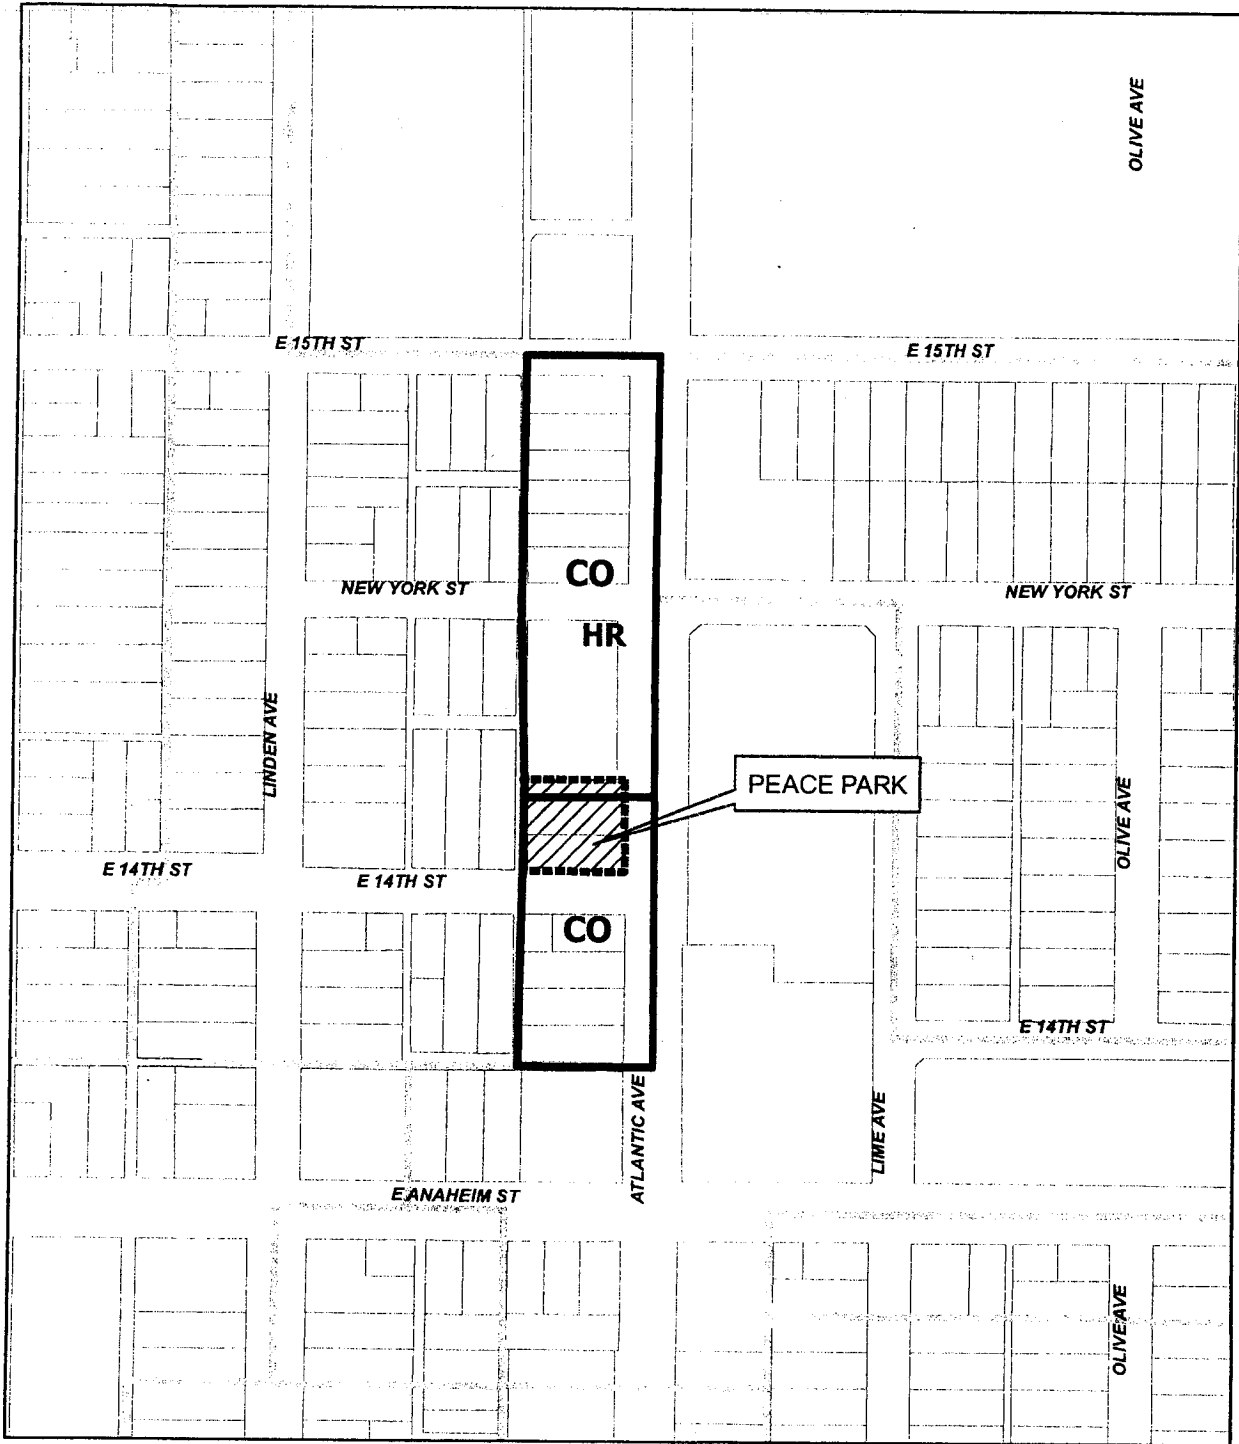 OLIVE AVE
E 15TH ST
E 15TH ST
CO
NEW YORK ST
NEW YORK ST
HR
LINDEN AVE
PEACE PARK
OLIVE AVE
E 14TH ST
E 14TH ST
CO
E 14TH ST
ATLANTIC AVE
LIME AVE
E ANAHEIM ST
OLIVE AVE